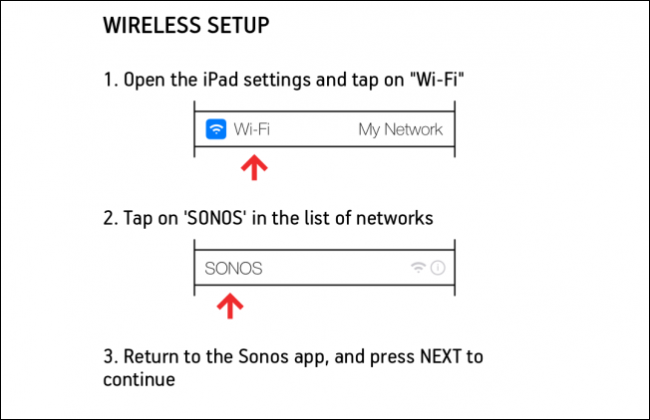 WIRELESS SETUP
1. Open the iPad settings and tap on "Wi-Fi"
Wi-Fi My Network
2. Tap on 'SONOS' in the list of networks
SONOS
3. Return to the Sonos app, and press NEXT to
continue